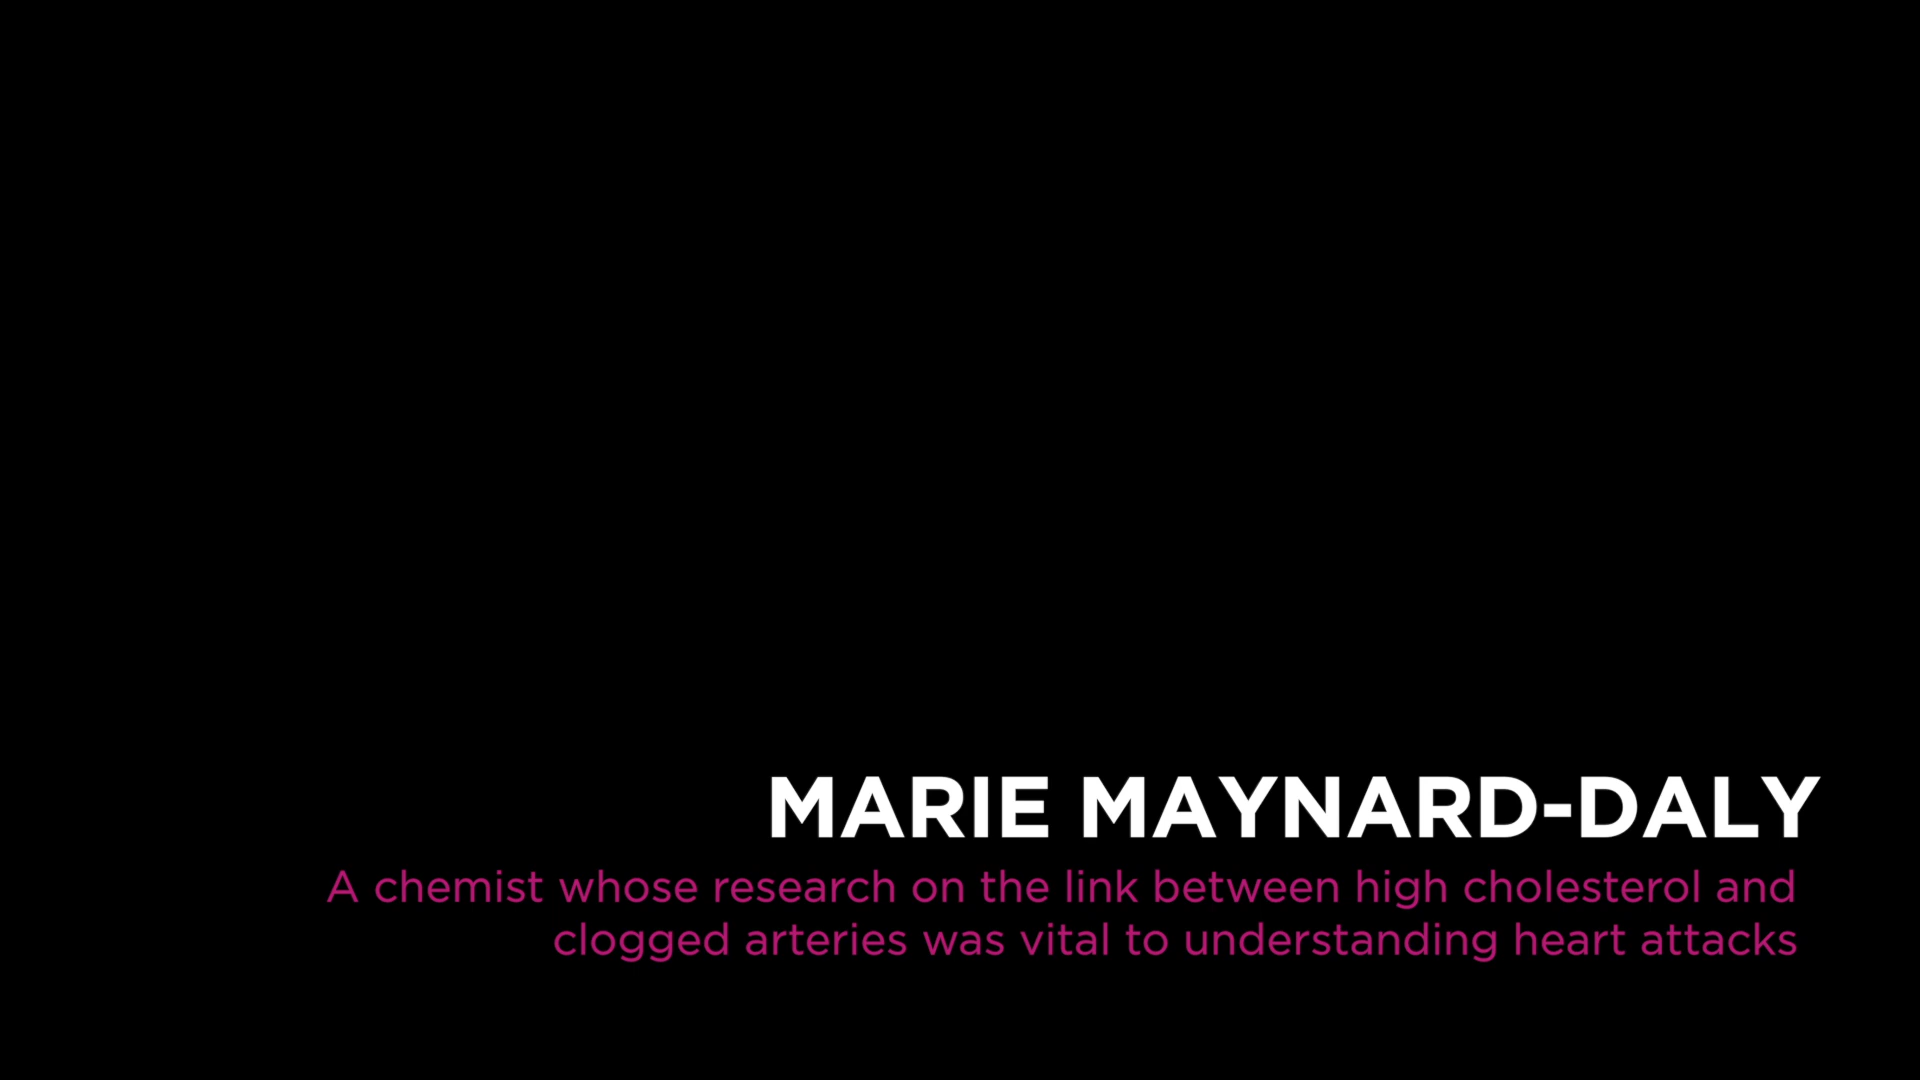 MARIE MAYNARD-DALY
A chemist whose research on the link between high cholesterol and
clogged arteries was vital to understanding heart attacks